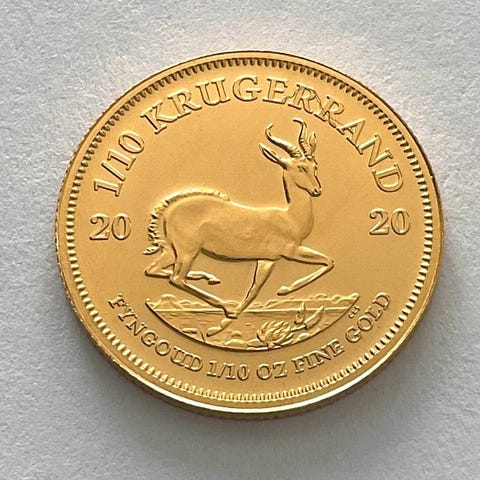 1/10 KRUGERRAND
20 20
FYNGOUD 1/10 OZ FINE GOLD